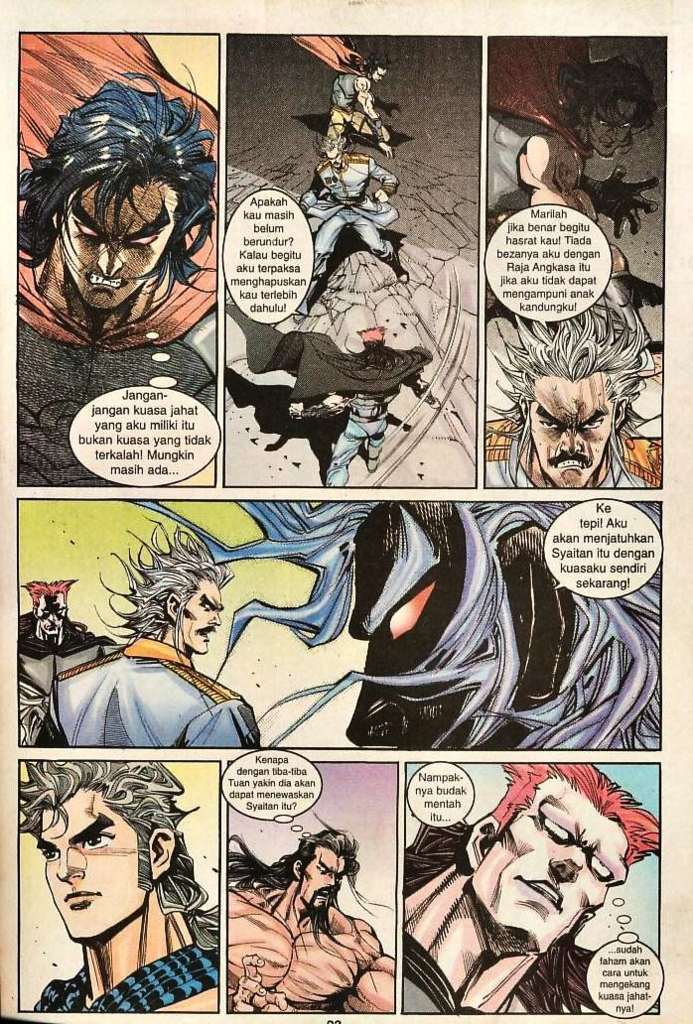 Jangan-
jangan kuasa jahat
yang aku miliki itu
bukan kuasa yang tidak
terkalah! Mungkin
masih ada...
Apakah
kau masih
belum
berundur?
Kalau begitu
aku terpaksa
menghapuskan
kau terlebih
dahulu!
Marilah
jika benar begitu
hasrat kau! Tiada
bezanya aku dengan
Raja Angkasa itu
jika aku tidak dapat
mengampuni anak
kandungku!
Ke
tepi! Aku
akan menjatuhkan
Syaitan itu dengan
kuasaku sendiri
sekarang!
Kenapa
dengan tiba-tiba
Tuan yakin dia akan
dapat menewaskan
Syaitan itu?
Nampak-
nya budak
mentah
itu...
...sudah
faham akan
cara untuk
mengekang
kuasa jahat-
nya!